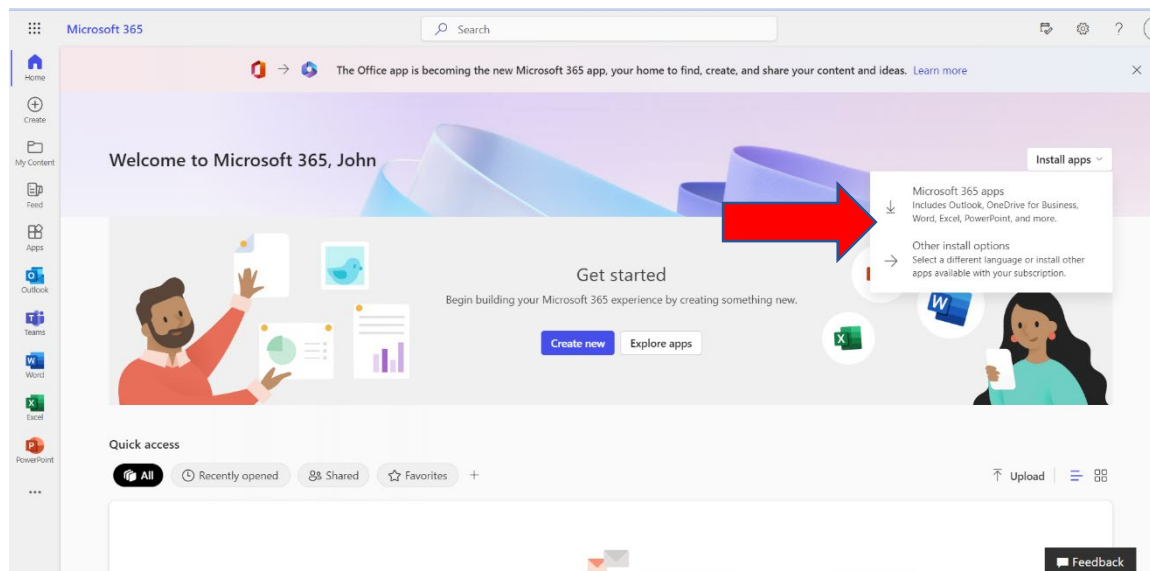 Microsoft 365
Search
?
Home
Create
My Content
Feed
Apps
Outlook
Teams
Word
Excel
PowerPoint
The Office app is becoming the new Microsoft 365 app, your home to find, create, and share your content and ideas. Learn more
Welcome to Microsoft 365, John
Install apps
Microsoft 365 apps
Includes Outlook, OneDrive for Business,
Word, Excel, PowerPoint, and more.
Other install options
Select a different language or install other
apps available with your subscription.
Get started
Begin building your Microsoft 365 experience by creating something new.
Create new Explore apps
Quick access
All Recently opened Shared Favorites +
Upload
Feedback